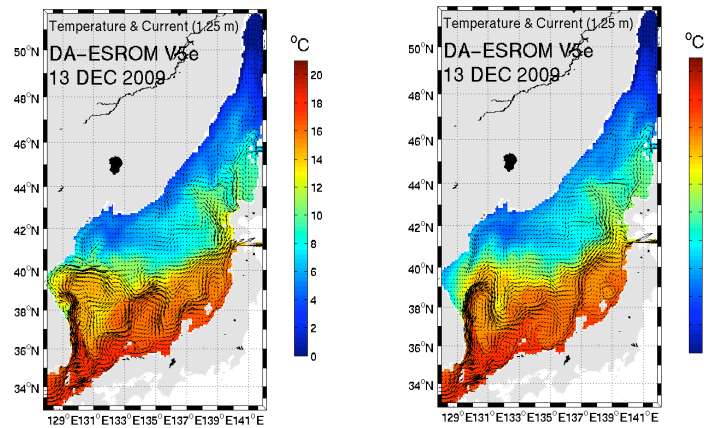 Temperature & Current (1.25 m)
DA-ESROM V5e
13 DEC 2009
50°N
48°N
46°N
44°N
42°N
40°N
38°N
36°N
34°N
129°E131°E133°E135°E137°E139°E141°E
°C
20
18
16
14
12
10
8
6
4
2
0
Temperature & Current (1.25 m)
DA-ESROM V5e
13 DEC 2009
50°N
48°N
46°N
44°N
42°N
40°N
38°N
36°N
34°N
129°E131°E133°E135°E137°E139°E141°E
°C